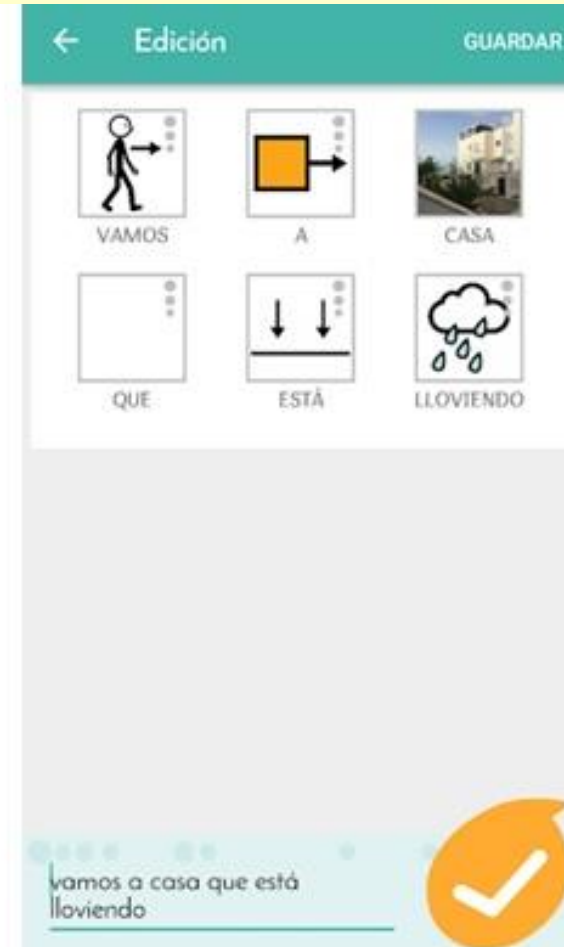 Edición GUARDAR
VAMOS A CASA
QUE ESTÁ LLOVIENDO
vamos a casa que está
lloviendo